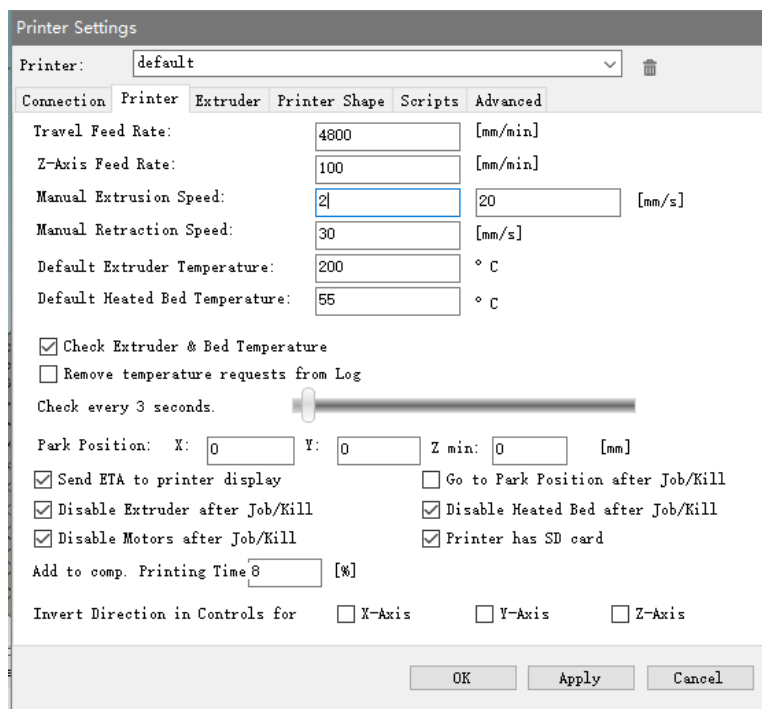 Printer Settings
Printer: default
Connection Printer Extruder Printer Shape Scripts Advanced
Travel Feed Rate: 4800 [mm/min]
Z-Axis Feed Rate: 100 [mm/min]
Manual Extrusion Speed: 2 20 [mm/s]
Manual Retraction Speed: 30 [mm/s]
Default Extruder Temperature: 200 ° C
Default Heated Bed Temperature: 55 ° C
Check Extruder & Bed Temperature
Remove temperature requests from Log
Check every 3 seconds.
Park Position: X: 0 Y: 0 Z min: 0 [mm]
Send ETA to printer display Go to Park Position after Job/Kill
Disable Extruder after Job/Kill Disable Heated Bed after Job/Kill
Disable Motors after Job/Kill Printer has SD card
Add to comp. Printing Time 8 [%]
Invert Direction in Controls for X-Axis Y-Axis Z-Axis
OK Apply Cancel